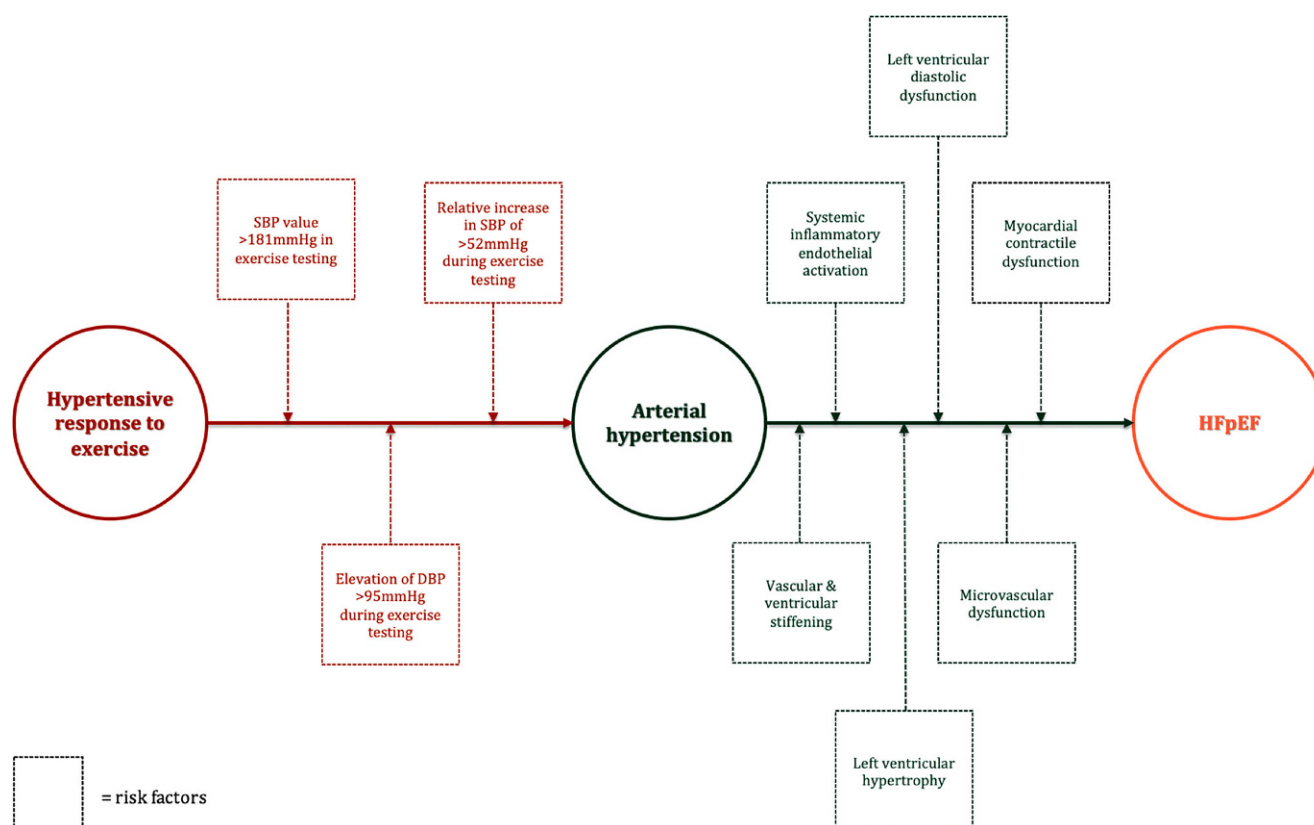 Left ventricular
diastolic
dysfunction
SBP value
>181mmHg in
exercise testing
Relative increase
in SBP of
>52mmHg
during exercise
testing
Systemic
inflammatory
endothelial
activation
Myocardial
contractile
dysfunction
Hypertensive
response to
exercise
Arterial
hypertension
HFpEF
Elevation of DBP
>95mmHg
during exercise
testing
Vascular &
ventricular
stiffening
Microvascular
dysfunction
Left ventricular
hypertrophy
= risk factors